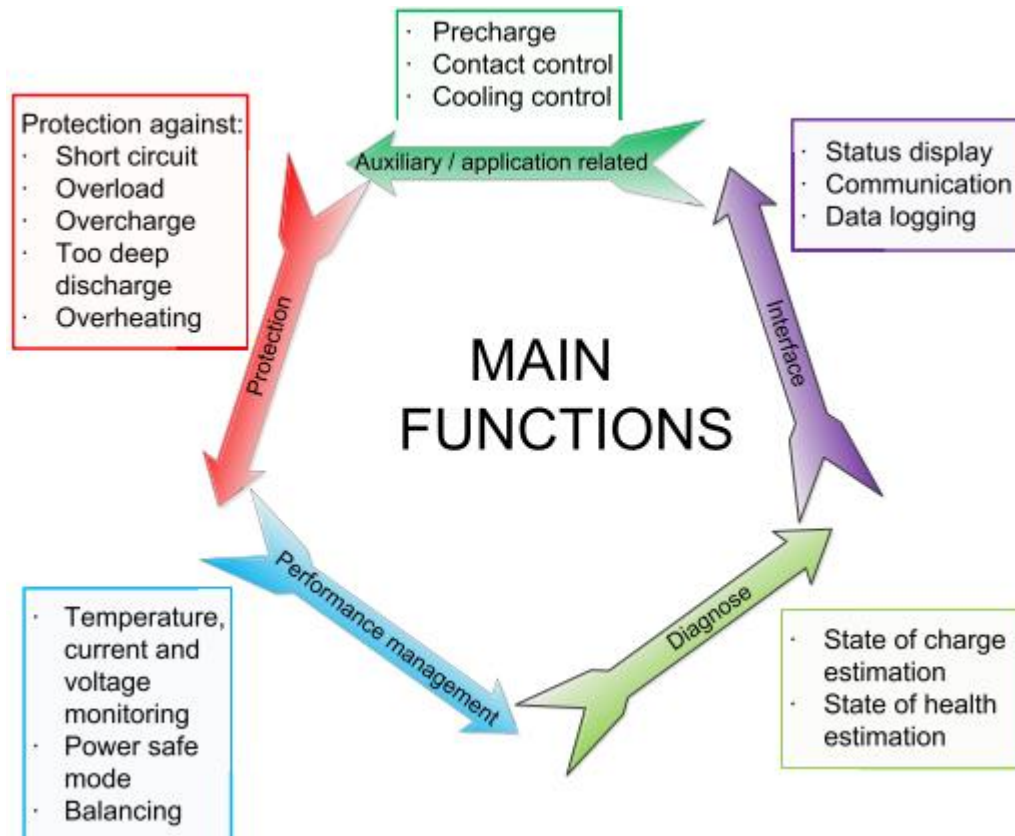 · Precharge
· Contact control
· Cooling control
Auxiliary / application related
Protection against:
· Short circuit
· Overload
· Overcharge
· Too deep
discharge
· Overheating
Protection
· Status display
· Communication
· Data logging
Interface
MAIN
FUNCTIONS
Performance management
· Temperature,
current and
voltage
monitoring
· Power safe
mode
· Balancing
Diagnose
· State of charge
estimation
· State of health
estimation